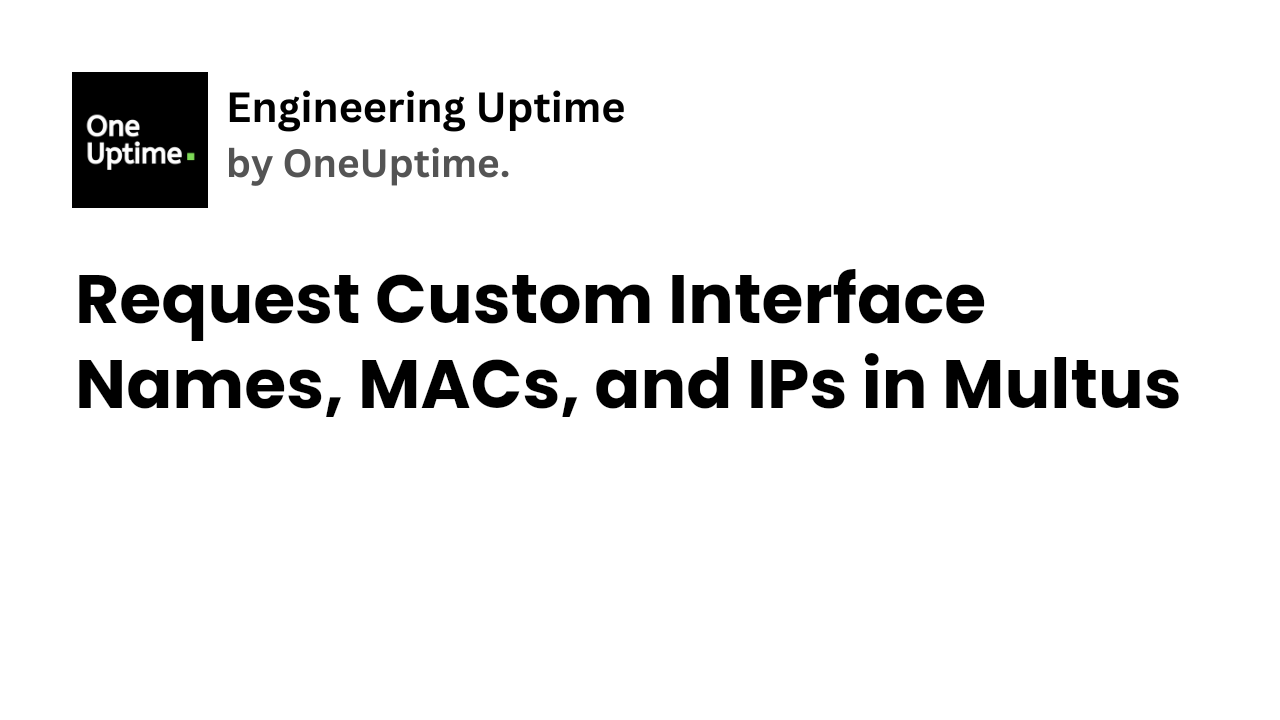 One
Uptime
Engineering Uptime
by OneUptime.
Request Custom Interface
Names, MACs, and IPs in Multus